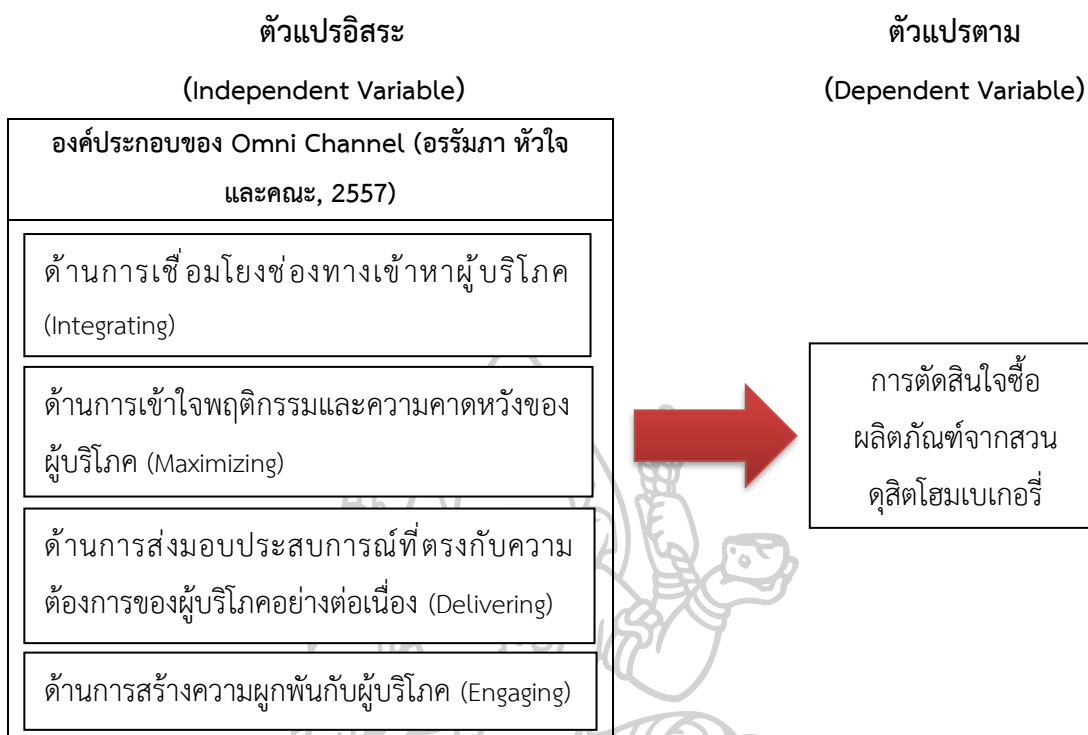 ตัวแปรอิสระ
(Independent Variable)
องค์ประกอบของ Omni Channel (อรรัมภา หัวใจ
และคณะ, 2557)
ด้านการเชื่อมโยงช่องทางเข้าหาผู้บริโภค
(Integrating)
ด้านการเข้าใจพฤติกรรมและความคาดหวังของ
ผู้บริโภค (Maximizing)
ด้านการส่งมอบประสบการณ์ที่ตรงกับความ
ต้องการของผู้บริโภคอย่างต่อเนื่อง (Delivering)
ด้านการสร้างความผูกพันกับผู้บริโภค (Engaging)
ตัวแปรตาม
(Dependent Variable)
การตัดสินใจซื้อ
ผลิตภัณฑ์จากสวน
ดุสิตโฮมเบเกอรี่